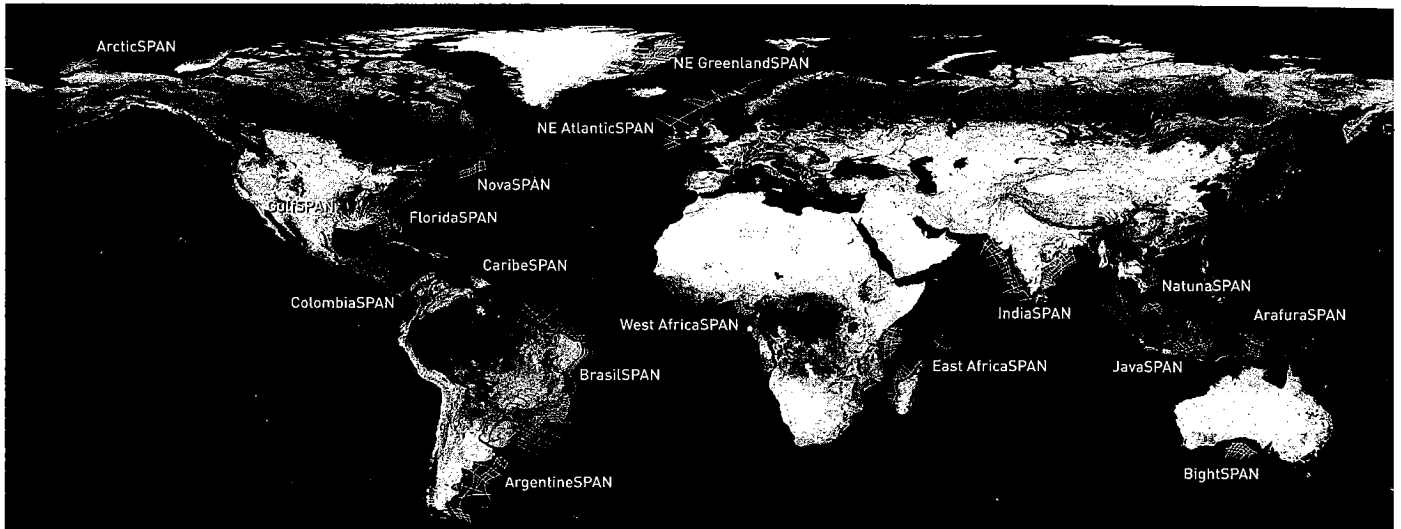 ArcticSPAN
NE GreenlandSPAN
NE AtlanticSPAN
NovaSPAN
GulfSPAN
FloridaSPAN
CaribeSPAN
ColombiaSPAN
NatunaSPAN
IndiaSPAN
ArafuraSPAN
West AfricaSPAN
East AfricaSPAN
JavaSPAN
BrasilSPAN
BightSPAN
ArgentineSPAN